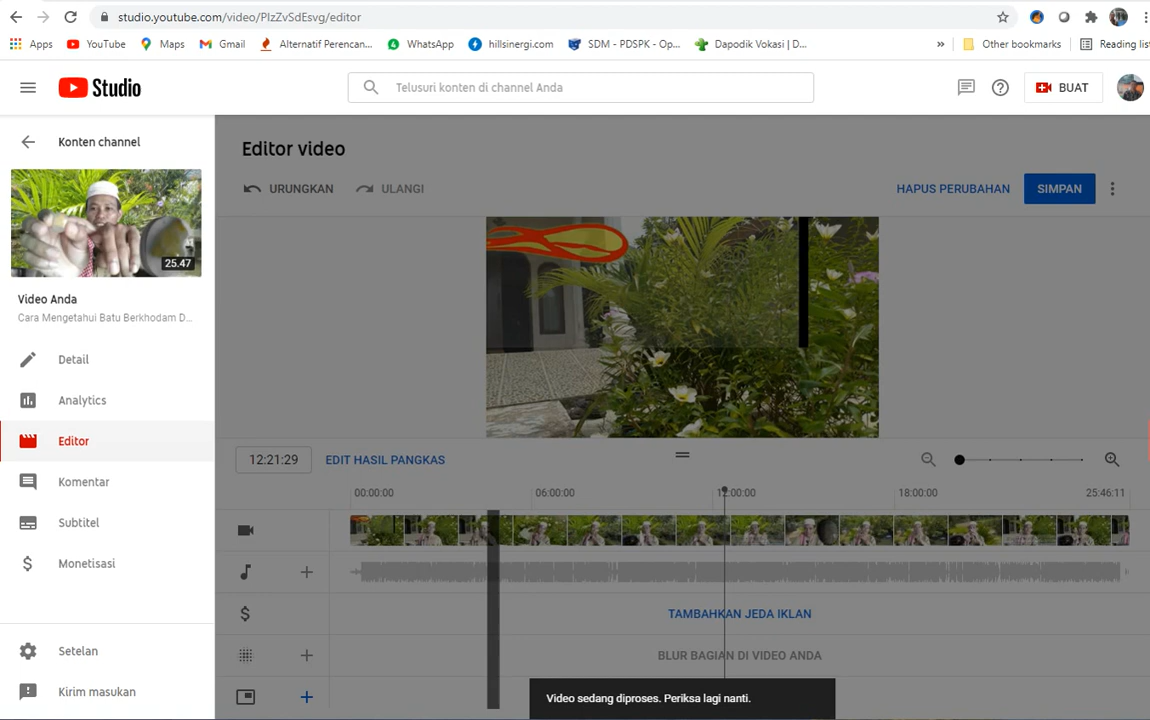 studio.youtube.com/video/PIzZvSdEsvg/editor
Apps YouTube Maps Gmail Alternatif Perencan... WhatsApp hillsinergi.com SDM - PDSPK - Op... Dapodik Vokasi | D... » Other bookmarks Reading list
Studio
Telusuri konten di channel Anda
BUAT
Konten channel
25.47
Video Anda
Cara Mengetahui Batu Berkhodam D...
Detail
Analytics
Editor
Komentar
Subtitel
Monetisasi
Setelan
Kirim masukan
Editor video
URUNGKAN ULANGI HAPUS PERUBAHAN SIMPAN
12:21:29 EDIT HASIL PANGKAS
00:00:00 06:00:00 12:00:00 18:00:00 25:46:11
TAMBAHKAN JEDA IKLAN
BLUR BAGIAN DI VIDEO ANDA
Video sedang diproses. Periksa lagi nanti.